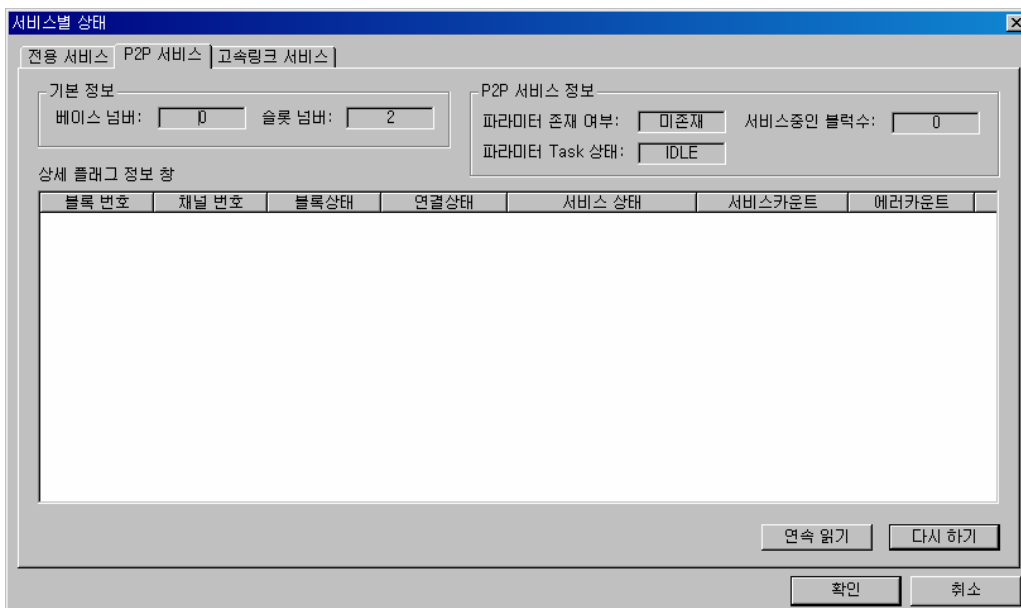 서비스별 상태
전용 서비스 P2P 서비스 고속링크 서비스
기본 정보
베이스 넘버: 0 슬롯 넘버: 2
P2P 서비스 정보
파라미터 존재 여부: 미존재 서비스중인 블럭수: 0
파라미터 Task 상태: IDLE
상세 플래그 정보 창
블록 번호 채널 번호 블록상태 연결상태 서비스 상태 서비스카운트 에러카운트
연속 읽기 다시 하기
확인 취소